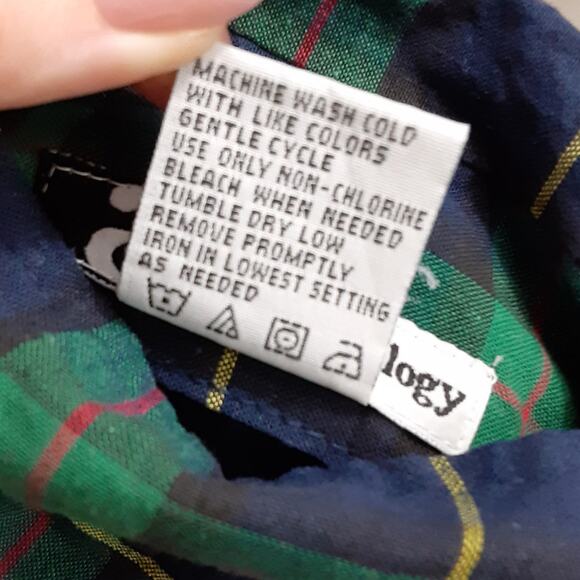 MACHINE WASH COLD
WITH LIKE COLORS
GENTLE CYCLE
USE ONLY NON-CHLORINE
BLEACH WHEN NEEDED
TUMBLE DRY LOW
REMOVE PROMPTLY
IRON IN LOWEST SETTING
AS NEEDED
logy